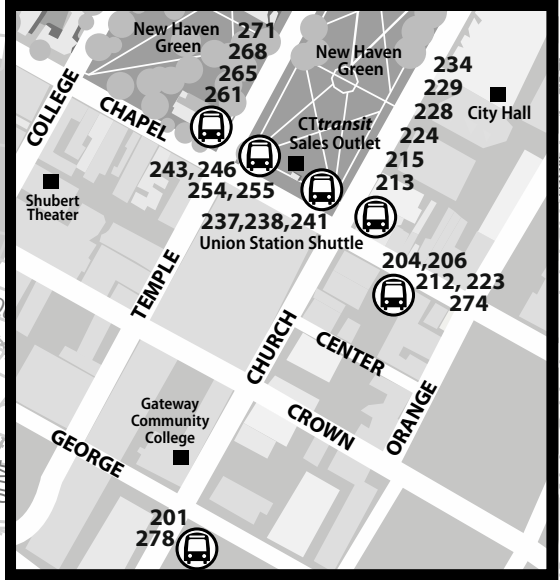 New Haven
Green
271
268
265
261
New Haven
Green
234
229
228
224
215
213
City Hall
COLLEGE
CHAPEL
CTtransit
Sales Outlet
243, 246
254, 255
Shubert
Theater
237,238,241
Union Station Shuttle
204,206
212, 223
274
TEMPLE
CHURCH
CENTER
ORANGE
CROWN
Gateway
Community
College
GEORGE
201
278